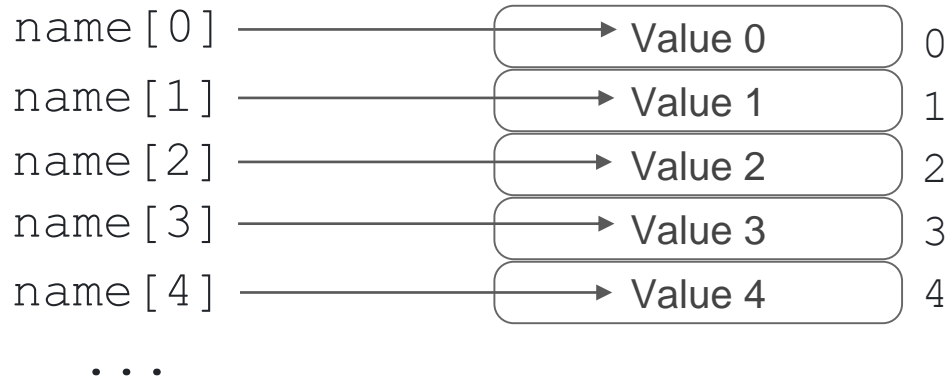 name[0] Value 0 0
name[1] Value 1 1
name[2] Value 2 2
name[3] Value 3 3
name[4] Value 4 4
...